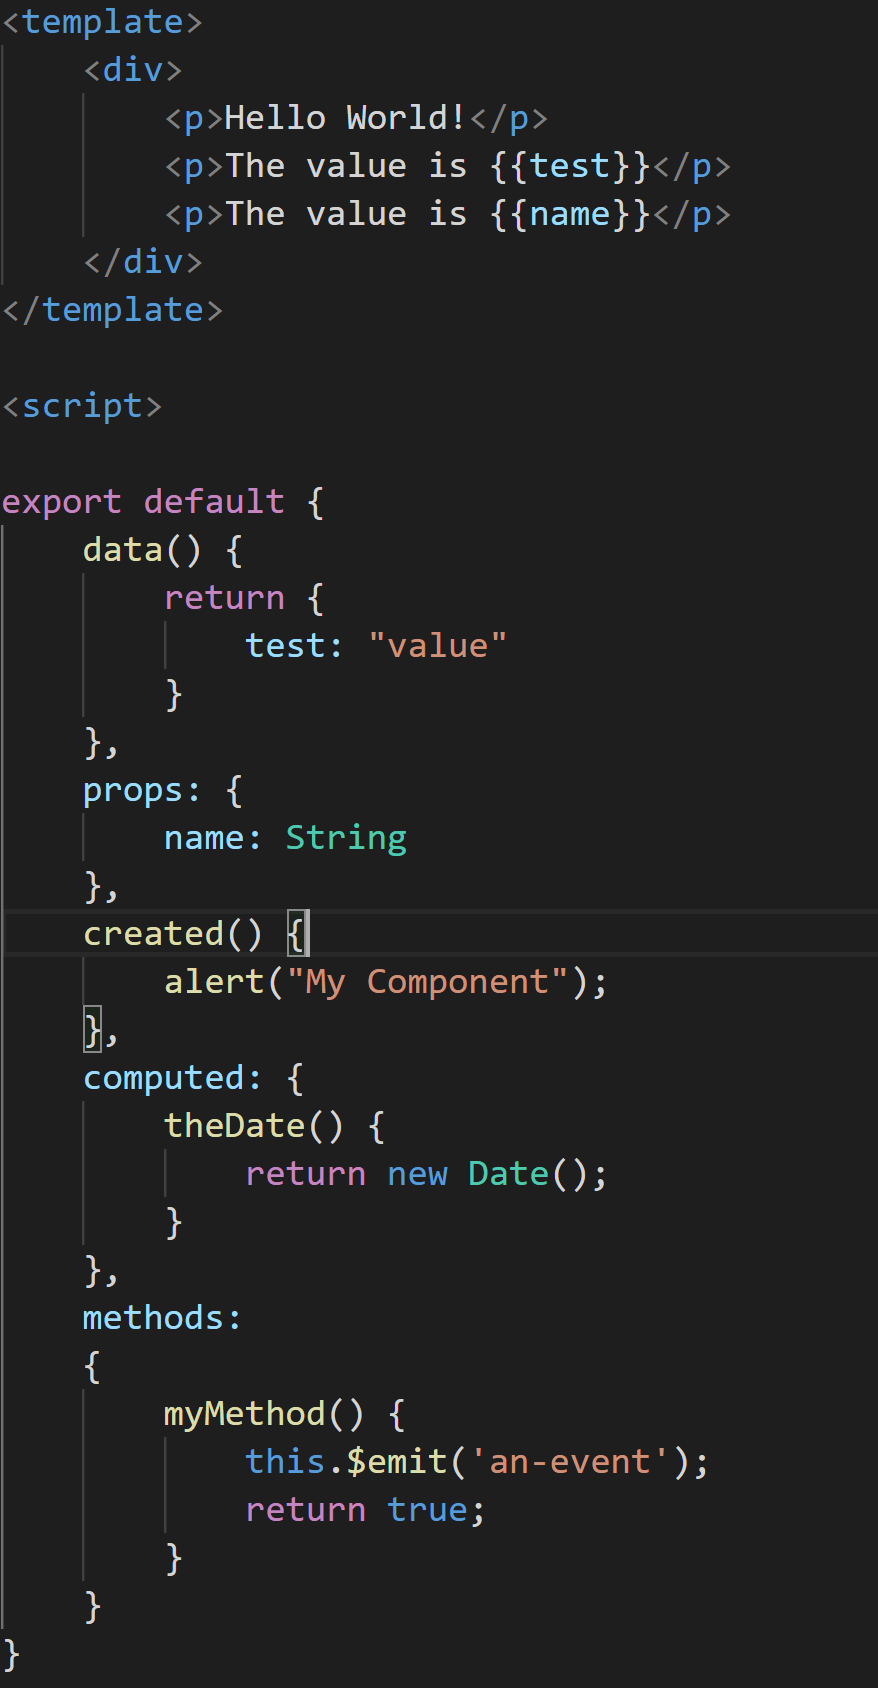 <template>
    <div>
        <p>Hello World!</p>
        <p>The value is {{test}}</p>
        <p>The value is {{name}}</p>
    </div>
</template>

<script>

export default {
    data() {
        return {
            test: "value"
        }
    },
    props: {
        name: String
    },
    created() {
        alert("My Component");
    },
    computed: {
        theDate() {
            return new Date();
        }
    },
    methods:
    {
        myMethod() {
            this.$emit('an-event');
            return true;
        }
    }
}